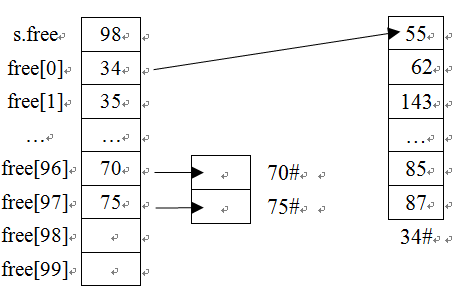 s.free 98 55
free[0] 34 62
free[1] 35 143
… … …
free[96] 70 70# 85
free[97] 75 75# 87
free[98] 34#
free[99]